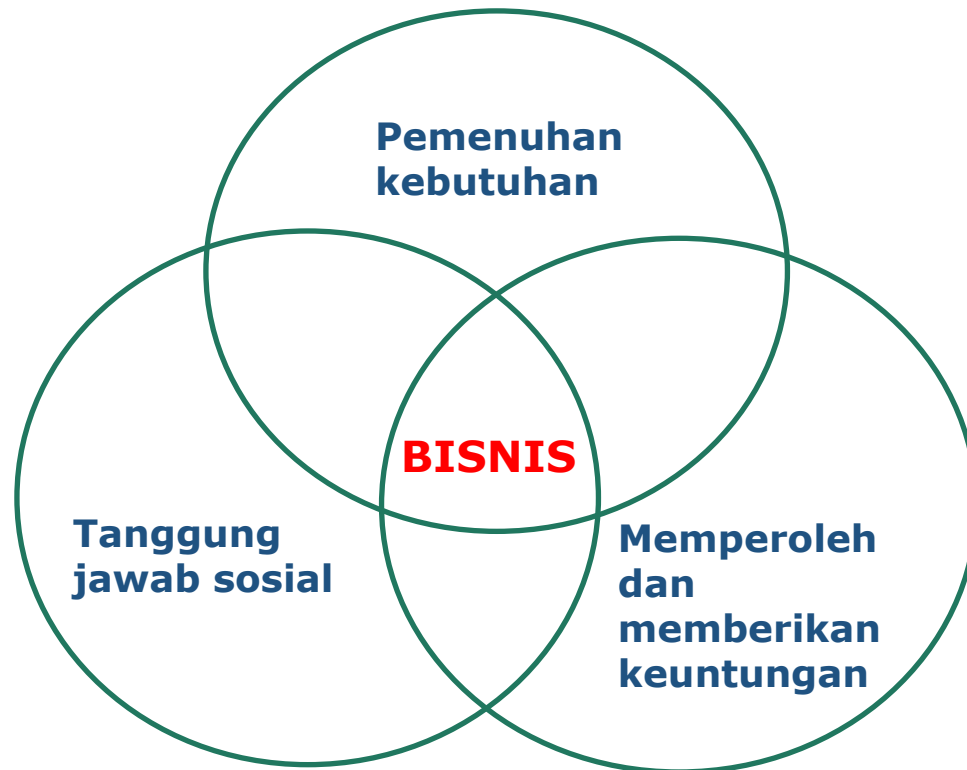 Pemenuhan
kebutuhan
BISNIS
Tanggung
jawab sosial
Memperoleh
dan
memberikan
keuntungan